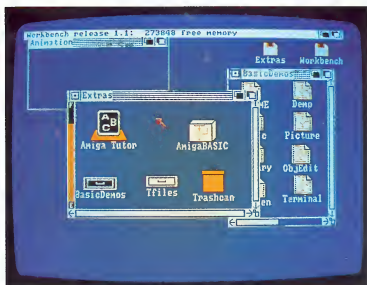 Workbench release 1.1: 279848 free memory
Animation
Extras
Workbench
BasicDemos
Extras
Demo
Amiga Tutor
AmigaBASIC
Picture
ObjEdit
BasicDemos
Tfiles
Trashcan
Terminal